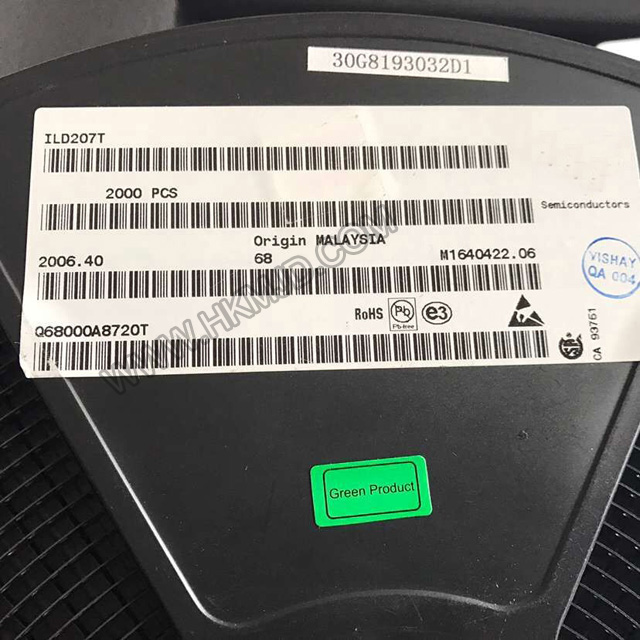 30G8193032D1
ILD207T
2000 PCS
Semiconductors
Origin MALAYSIA
2006.40 68 M1640422.06
VISHAY
QA 004
RoHS Pb e3
Pb-free
Q68000A8720T
CA 93761
Green Product
WWW.HKMJD.COM